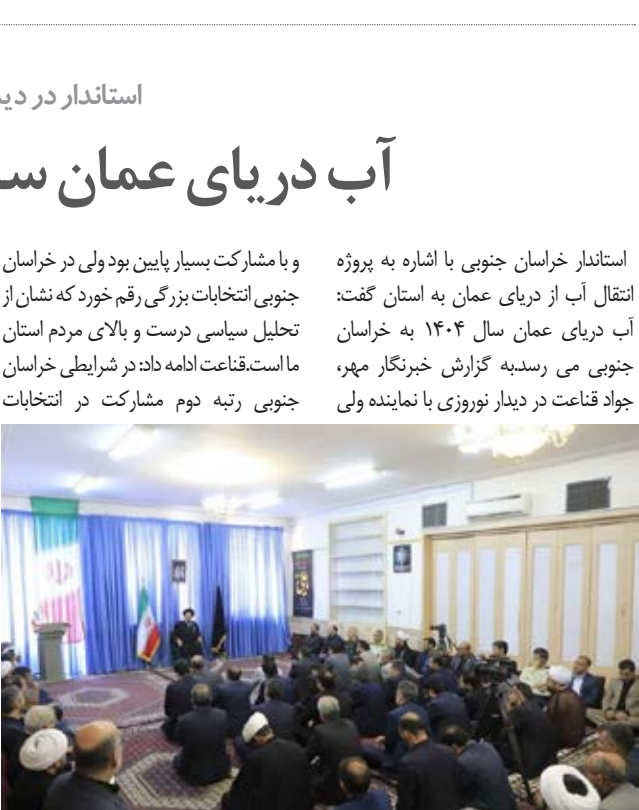 استاندار در
آب دریای عمان
استاندار خراسان جنوبی با اشاره به پروژه
انتقال آب از دریای عمان به استان گفت:
آب دریای عمان سال ۱۴۰۴ به خراسان
جنوبی می رسد.به گزارش خبرنگار مهر،
جواد قناعت در دیدار نوروزی با نماینده ولی
و با مشارکت بسیار پایین بود ولی در خراسان
جنوبی انتخابات بزرگی رقم خورد که نشان از
تحلیل سیاسی درست و بالای مردم استان
ما است.قناعت ادامه داد: در شرایطی خراسان
جنوبی رتبه دوم مشارکت در انتخابات